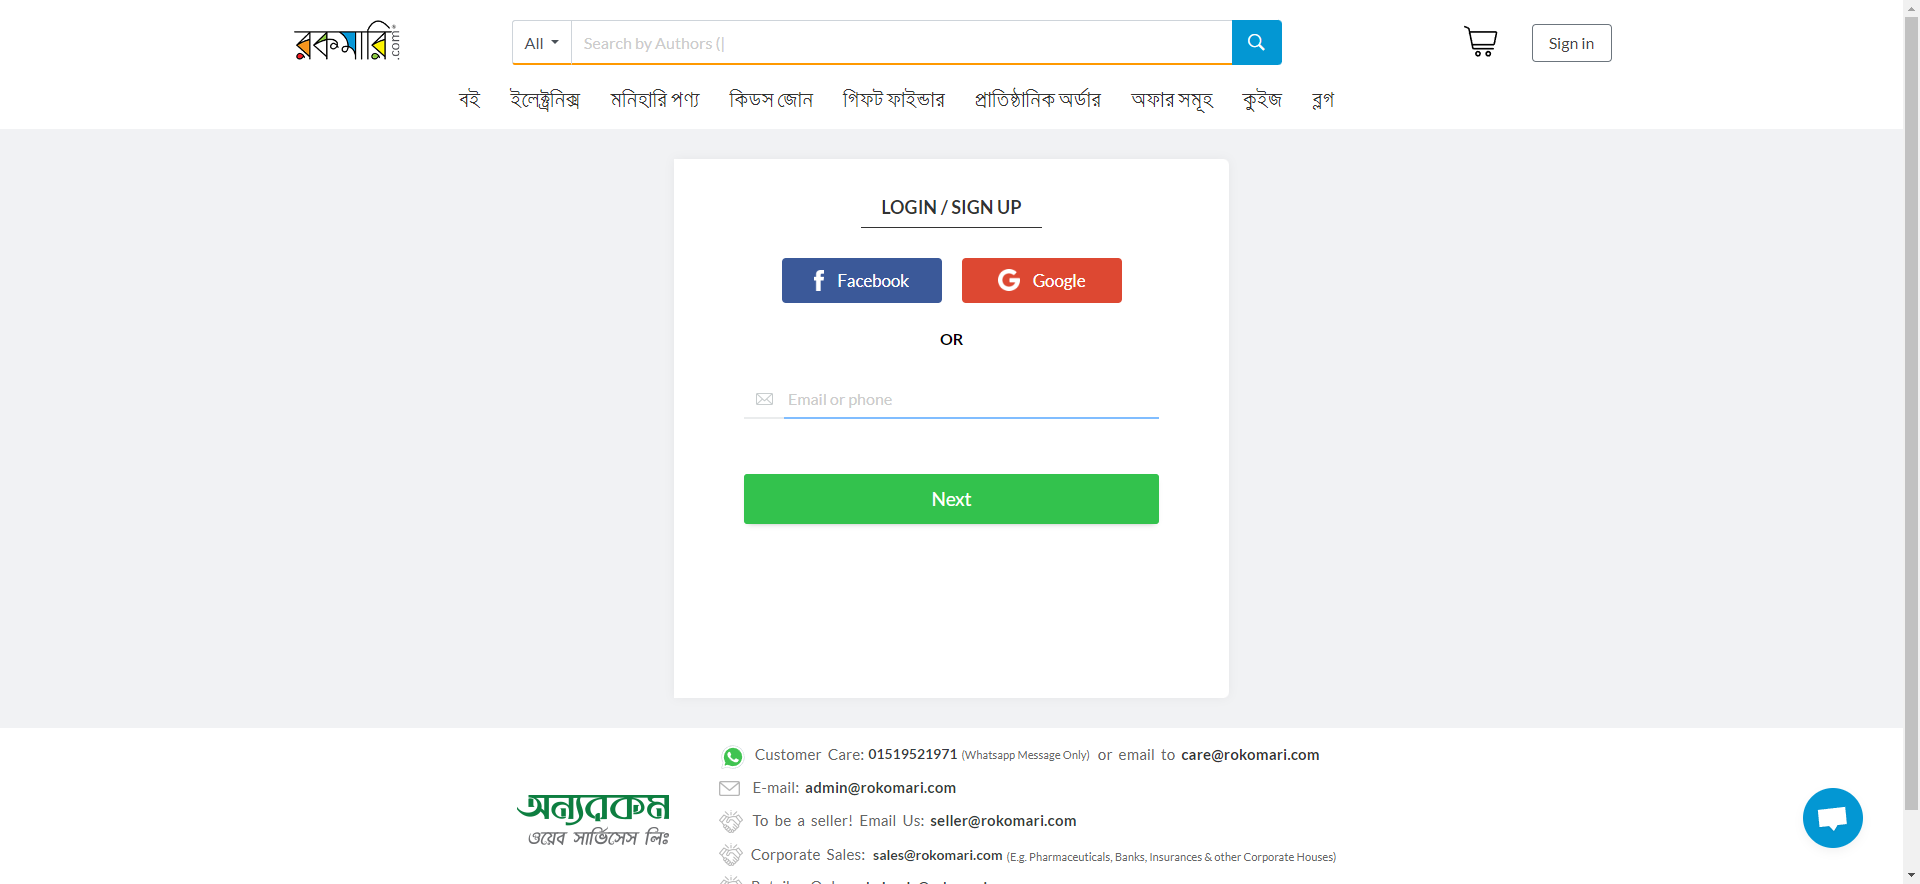 রকমারি .com
All
Search by Authors (|
Sign in
বই ইলেক্ট্রনিক্স মনিহারি পণ্য কিডস জোন গিফট ফাইন্ডার প্রাতিষ্ঠানিক অর্ডার অফার সমূহ কুইজ ব্লগ
LOGIN / SIGN UP
Facebook
Google
OR
Email or phone
Next
অন্যরকম
ওয়েব সার্ভিসেস লিঃ
Customer Care: 01519521971 (Whatsapp Message Only) or email to care@rokomari.com
E-mail: admin@rokomari.com
To be a seller! Email Us: seller@rokomari.com
Corporate Sales: sales@rokomari.com (E.g. Pharmaceuticals, Banks, Insurances & other Corporate Houses)